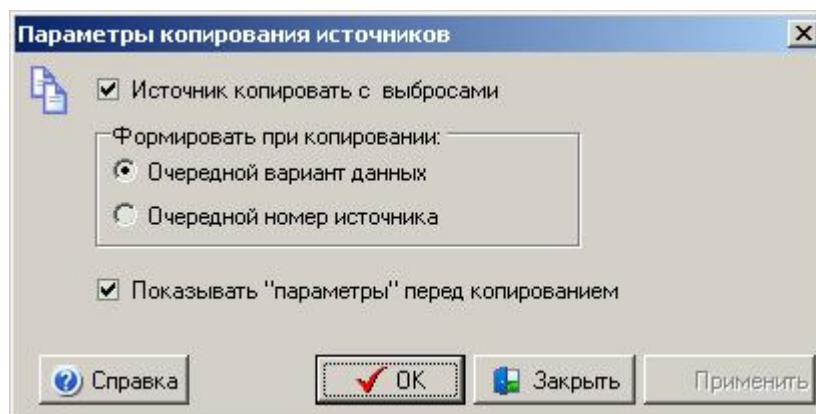 Параметры копирования источников
Источник копировать с выбросами
Формировать при копировании:
Очередной вариант данных
Очередной номер источника
Показывать "параметры" перед копированием
Справка
OK
Закрыть
Применить